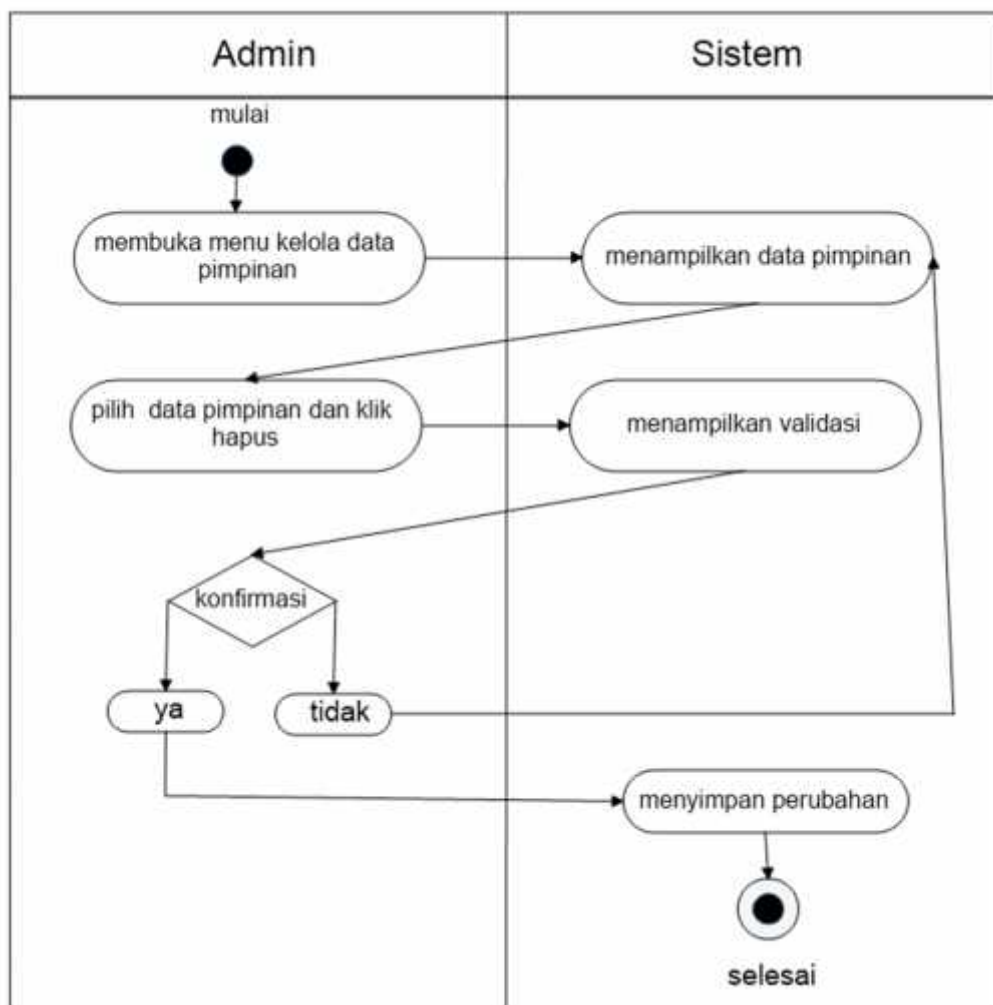 Admin
Sistem
mulai
membuka menu kelola data
pimpinan
menampilkan data pimpinan
pilih data pimpinan dan klik
hapus
menampilkan validasi
konfirmasi
ya
tidak
menyimpan perubahan
selesai